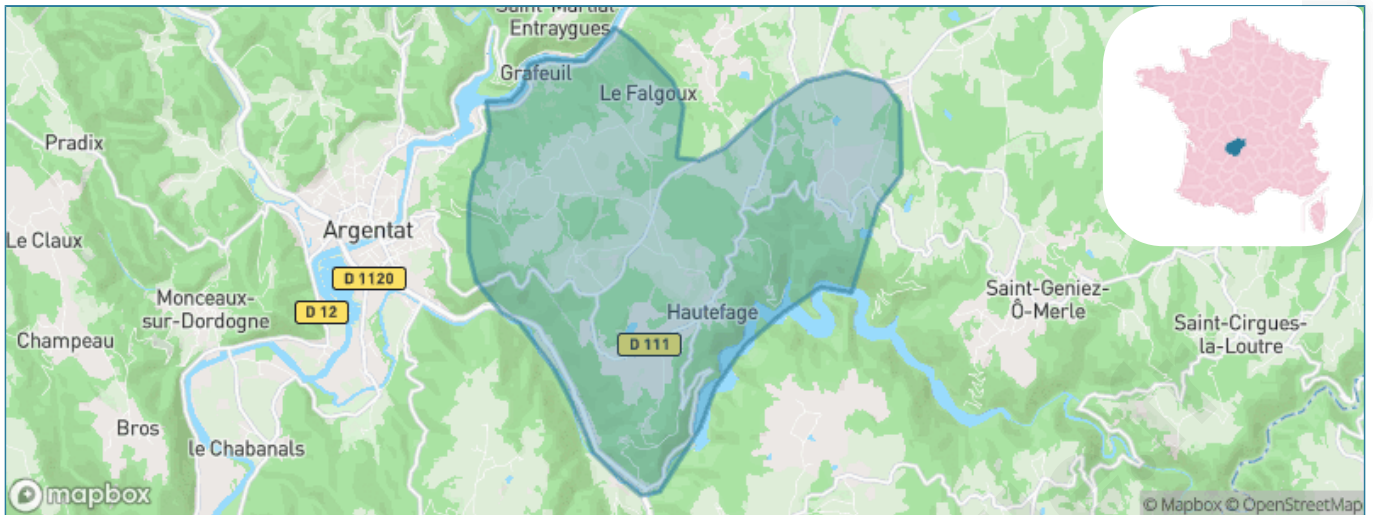 Saint-Martial
Entraygues
Grafeuil
Le Falgoux
Pradix
Argentat
Le Claux
D 1120
Monceaux-
sur-Dordogne
D 12
Hautefage
Saint-Geniez-
Ô-Merle
Champeau
D 111
Saint-Cirgues-
la-Loutre
Bros
le Chabanals
mapbox
© Mapbox © OpenStreetMap